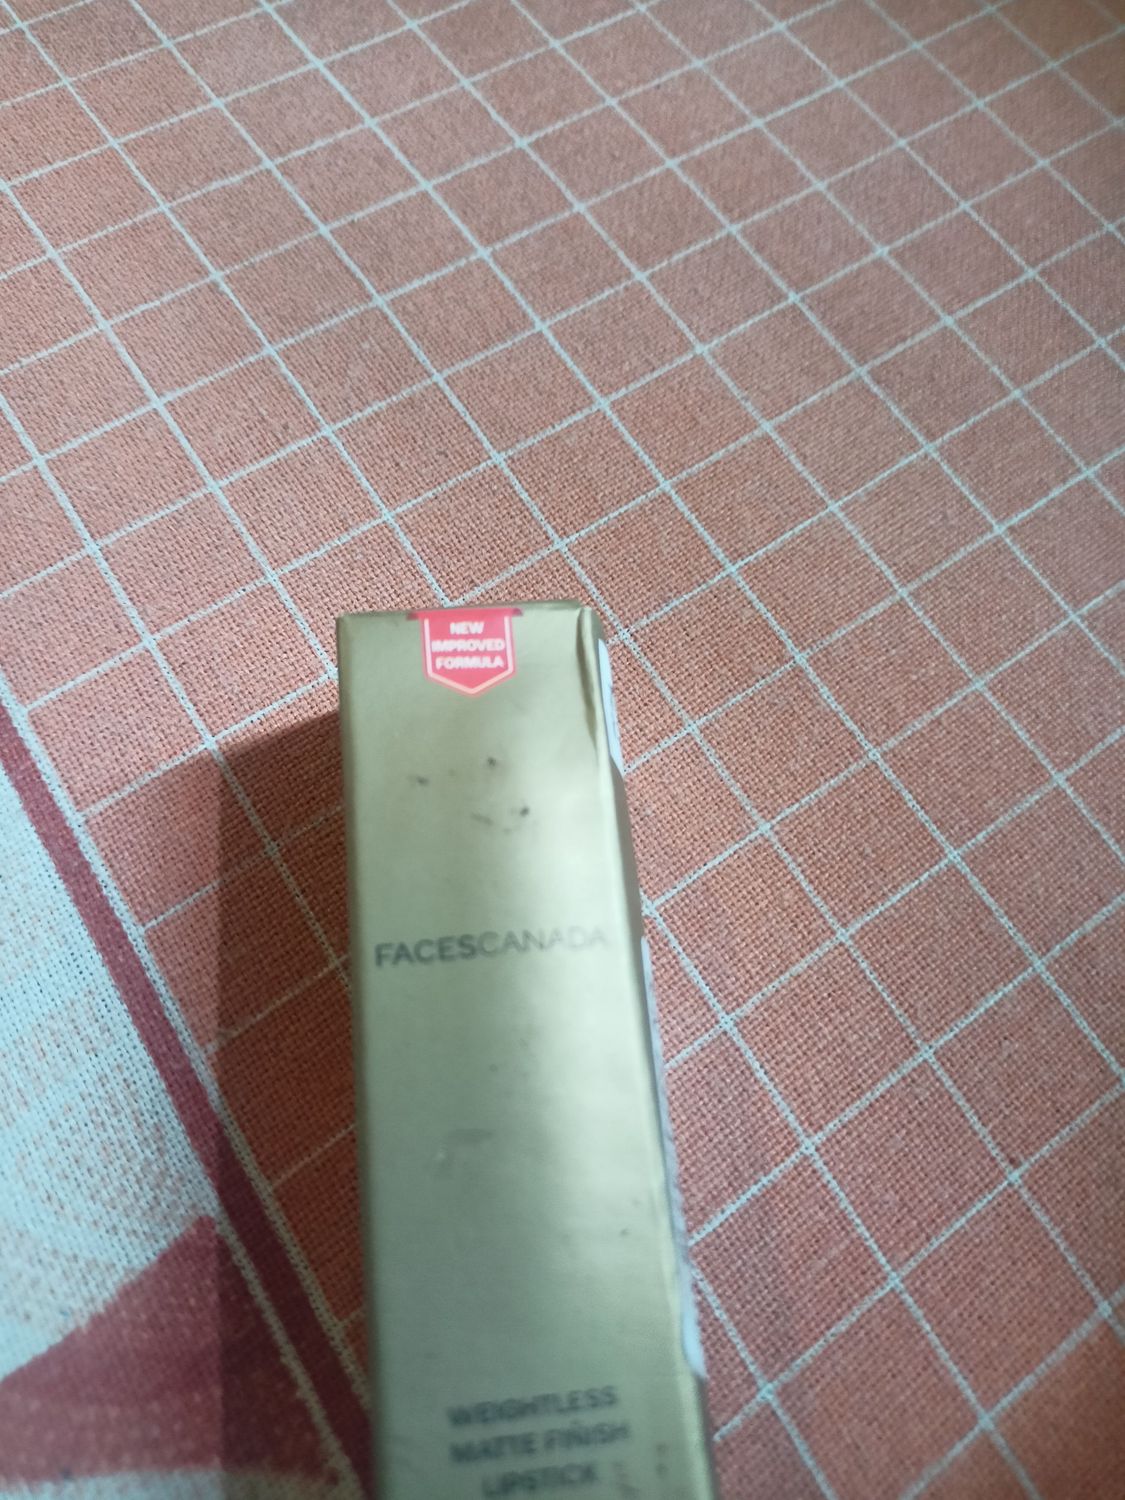 NEW
IMPROVED
FORMULA
FACESCANADA
WEIGHTLESS
MATTE FINISH
LIPSTICK